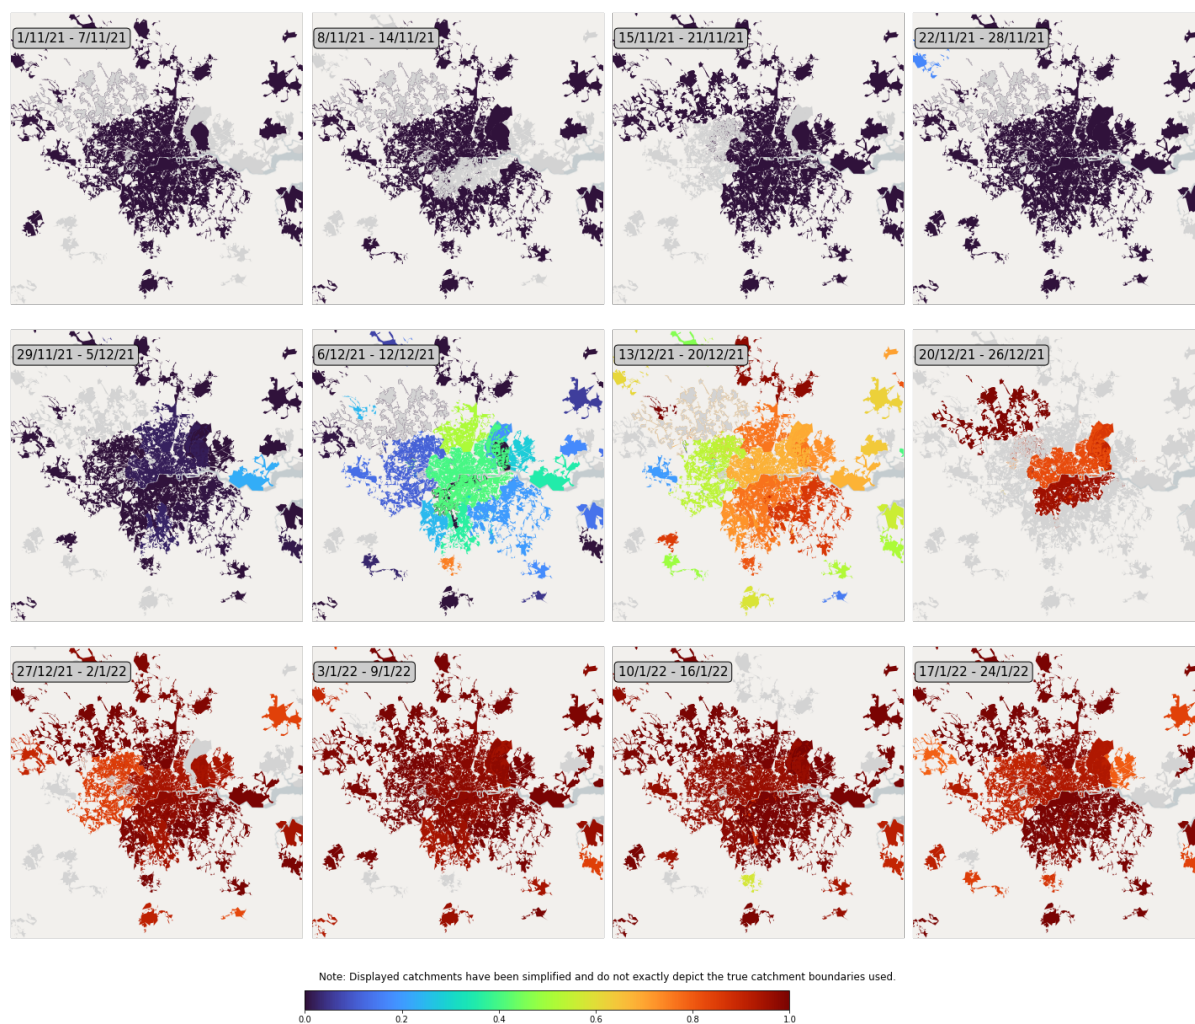 1/11/21 - 7/11/21
8/11/21 - 14/11/21
15/11/21 - 21/11/21
22/11/21 - 28/11/21
29/11/21 - 5/12/21
6/12/21 - 12/12/21
13/12/21 - 20/12/21
20/12/21 - 26/12/21
27/12/21 - 2/1/22
3/1/22 - 9/1/22
10/1/22 - 16/1/22
17/1/22 - 24/1/22
Note: Displayed catchments have been simplified and do not exactly depict the true catchment boundaries used.
0.0 0.2 0.4 0.6 0.8 1.0